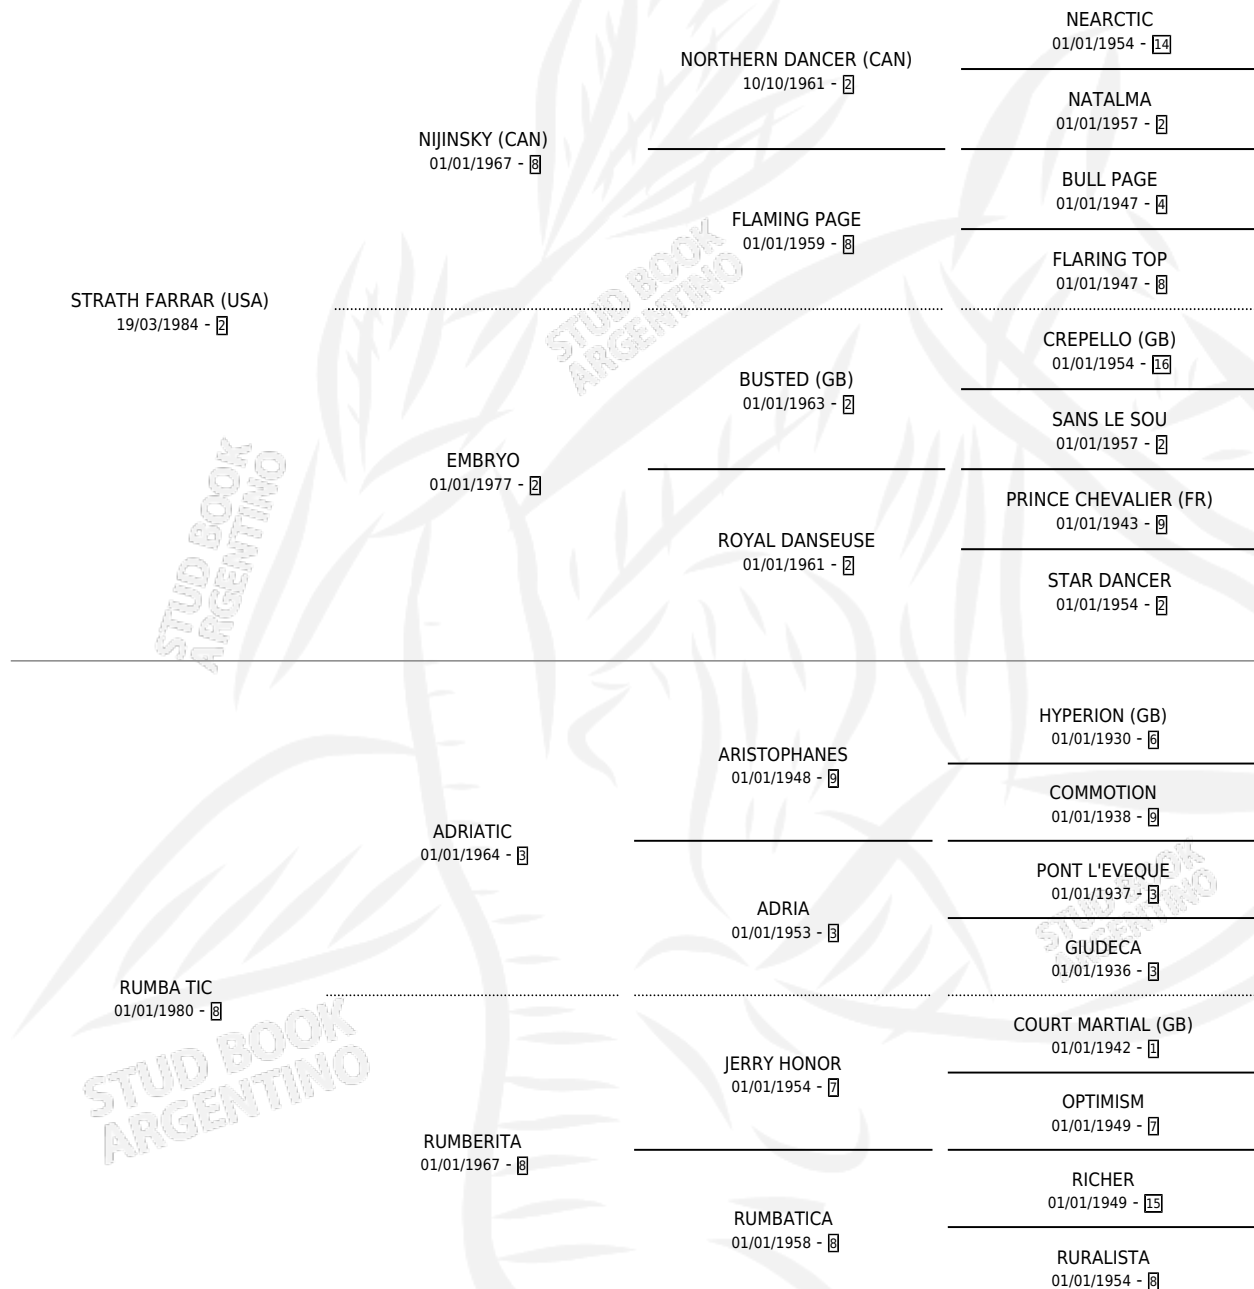 NEARCTIC
01/01/1954 - 14
NORTHERN DANCER (CAN)
10/10/1961 - 2
NATALMA
01/01/1957 - 2
NIJINSKY (CAN)
01/01/1967 - 8
BULL PAGE
01/01/1947 - 4
FLAMING PAGE
01/01/1959 - 8
FLARING TOP
01/01/1947 - 8
STRATH FARRAR (USA)
19/03/1984 - 2
CREPELLO (GB)
01/01/1954 - 16
BUSTED (GB)
01/01/1963 - 2
SANS LE SOU
01/01/1957 - 2
EMBRYO
01/01/1977 - 2
PRINCE CHEVALIER (FR)
01/01/1943 - 9
ROYAL DANSEUSE
01/01/1961 - 2
STAR DANCER
01/01/1954 - 2
HYPERION (GB)
01/01/1930 - 6
ARISTOPHANES
01/01/1948 - 9
COMMOTION
01/01/1938 - 9
ADRIATIC
01/01/1964 - 3
PONT L'EVEQUE
01/01/1937 - 3
ADRIA
01/01/1953 - 3
GIUDECA
01/01/1936 - 3
RUMBA TIC
01/01/1980 - 8
COURT MARTIAL (GB)
01/01/1942 - 1
JERRY HONOR
01/01/1954 - 7
OPTIMISM
01/01/1949 - 7
RUMBERITA
01/01/1967 - 8
RICHER
01/01/1949 - 15
RUMBATICA
01/01/1958 - 8
RURALISTA
01/01/1954 - 8
STUD BOOK
ARGENTINO
STUD BOOK
ARGENTINO
STUD BOOK
ARGENTINO
STUD BOOK
ARGENTINO